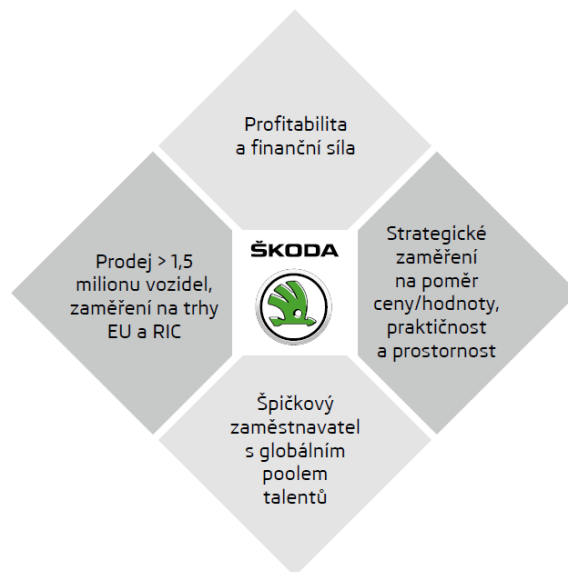 Profitabilita
a finanční síla
Prodej > 1,5
milionu vozidel,
zaměření na trhy
EU a RIC
ŠKODA
Strategické
zaměření
na poměr
ceny/hodnoty,
praktičnost
a prostornost
Špičkový
zaměstnavatel
s globálním
poolem
talentů